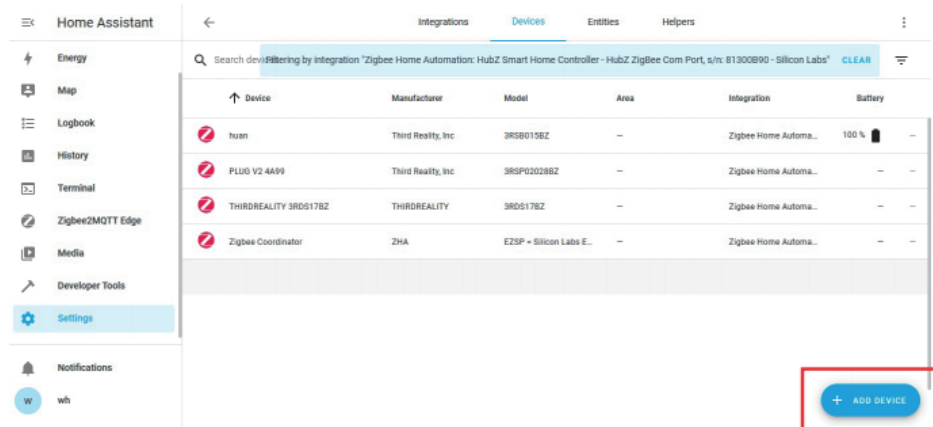 Home Assistant
Integrations
Devices
Entities
Helpers
Energy
Map
Logbook
History
Terminal
Zigbee2MQTT Edge
Media
Developer Tools
Settings
Notifications
w wh
Search devi Filtering by integration "Zigbee Home Automation: HubZ Smart Home Controller - HubZ ZigBee Com Port, s/n: 81300B90 - Silicon Labs" CLEAR
Device Manufacturer Model Area Integration Battery
huan Third Reality, Inc 3RSB015BZ – Zigbee Home Automa... 100 % –
PLUG V2 4A99 Third Reality, Inc 3RSP02028BZ – Zigbee Home Automa... – –
THIRDREALITY 3RDS17BZ THIRDREALITY 3RDS17BZ – Zigbee Home Automa... – –
Zigbee Coordinator ZHA EZSP = Silicon Labs E... – Zigbee Home Automa... – –
+ ADD DEVICE